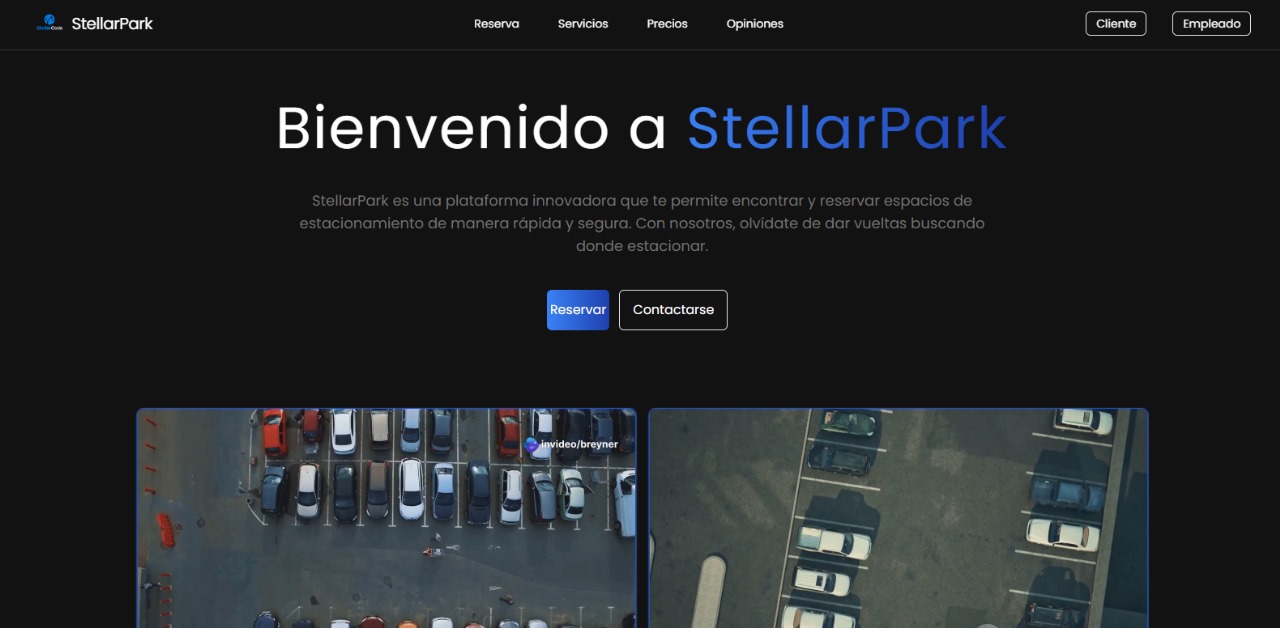 StellarCode
StellarPark
Reserva
Servicios
Precios
Opiniones
Cliente
Empleado
Bienvenido a StellarPark
StellarPark es una plataforma innovadora que te permite encontrar y reservar espacios de
estacionamiento de manera rápida y segura. Con nosotros, olvídate de dar vueltas buscando
donde estacionar.
Reservar
Contactarse
invideo/breyner